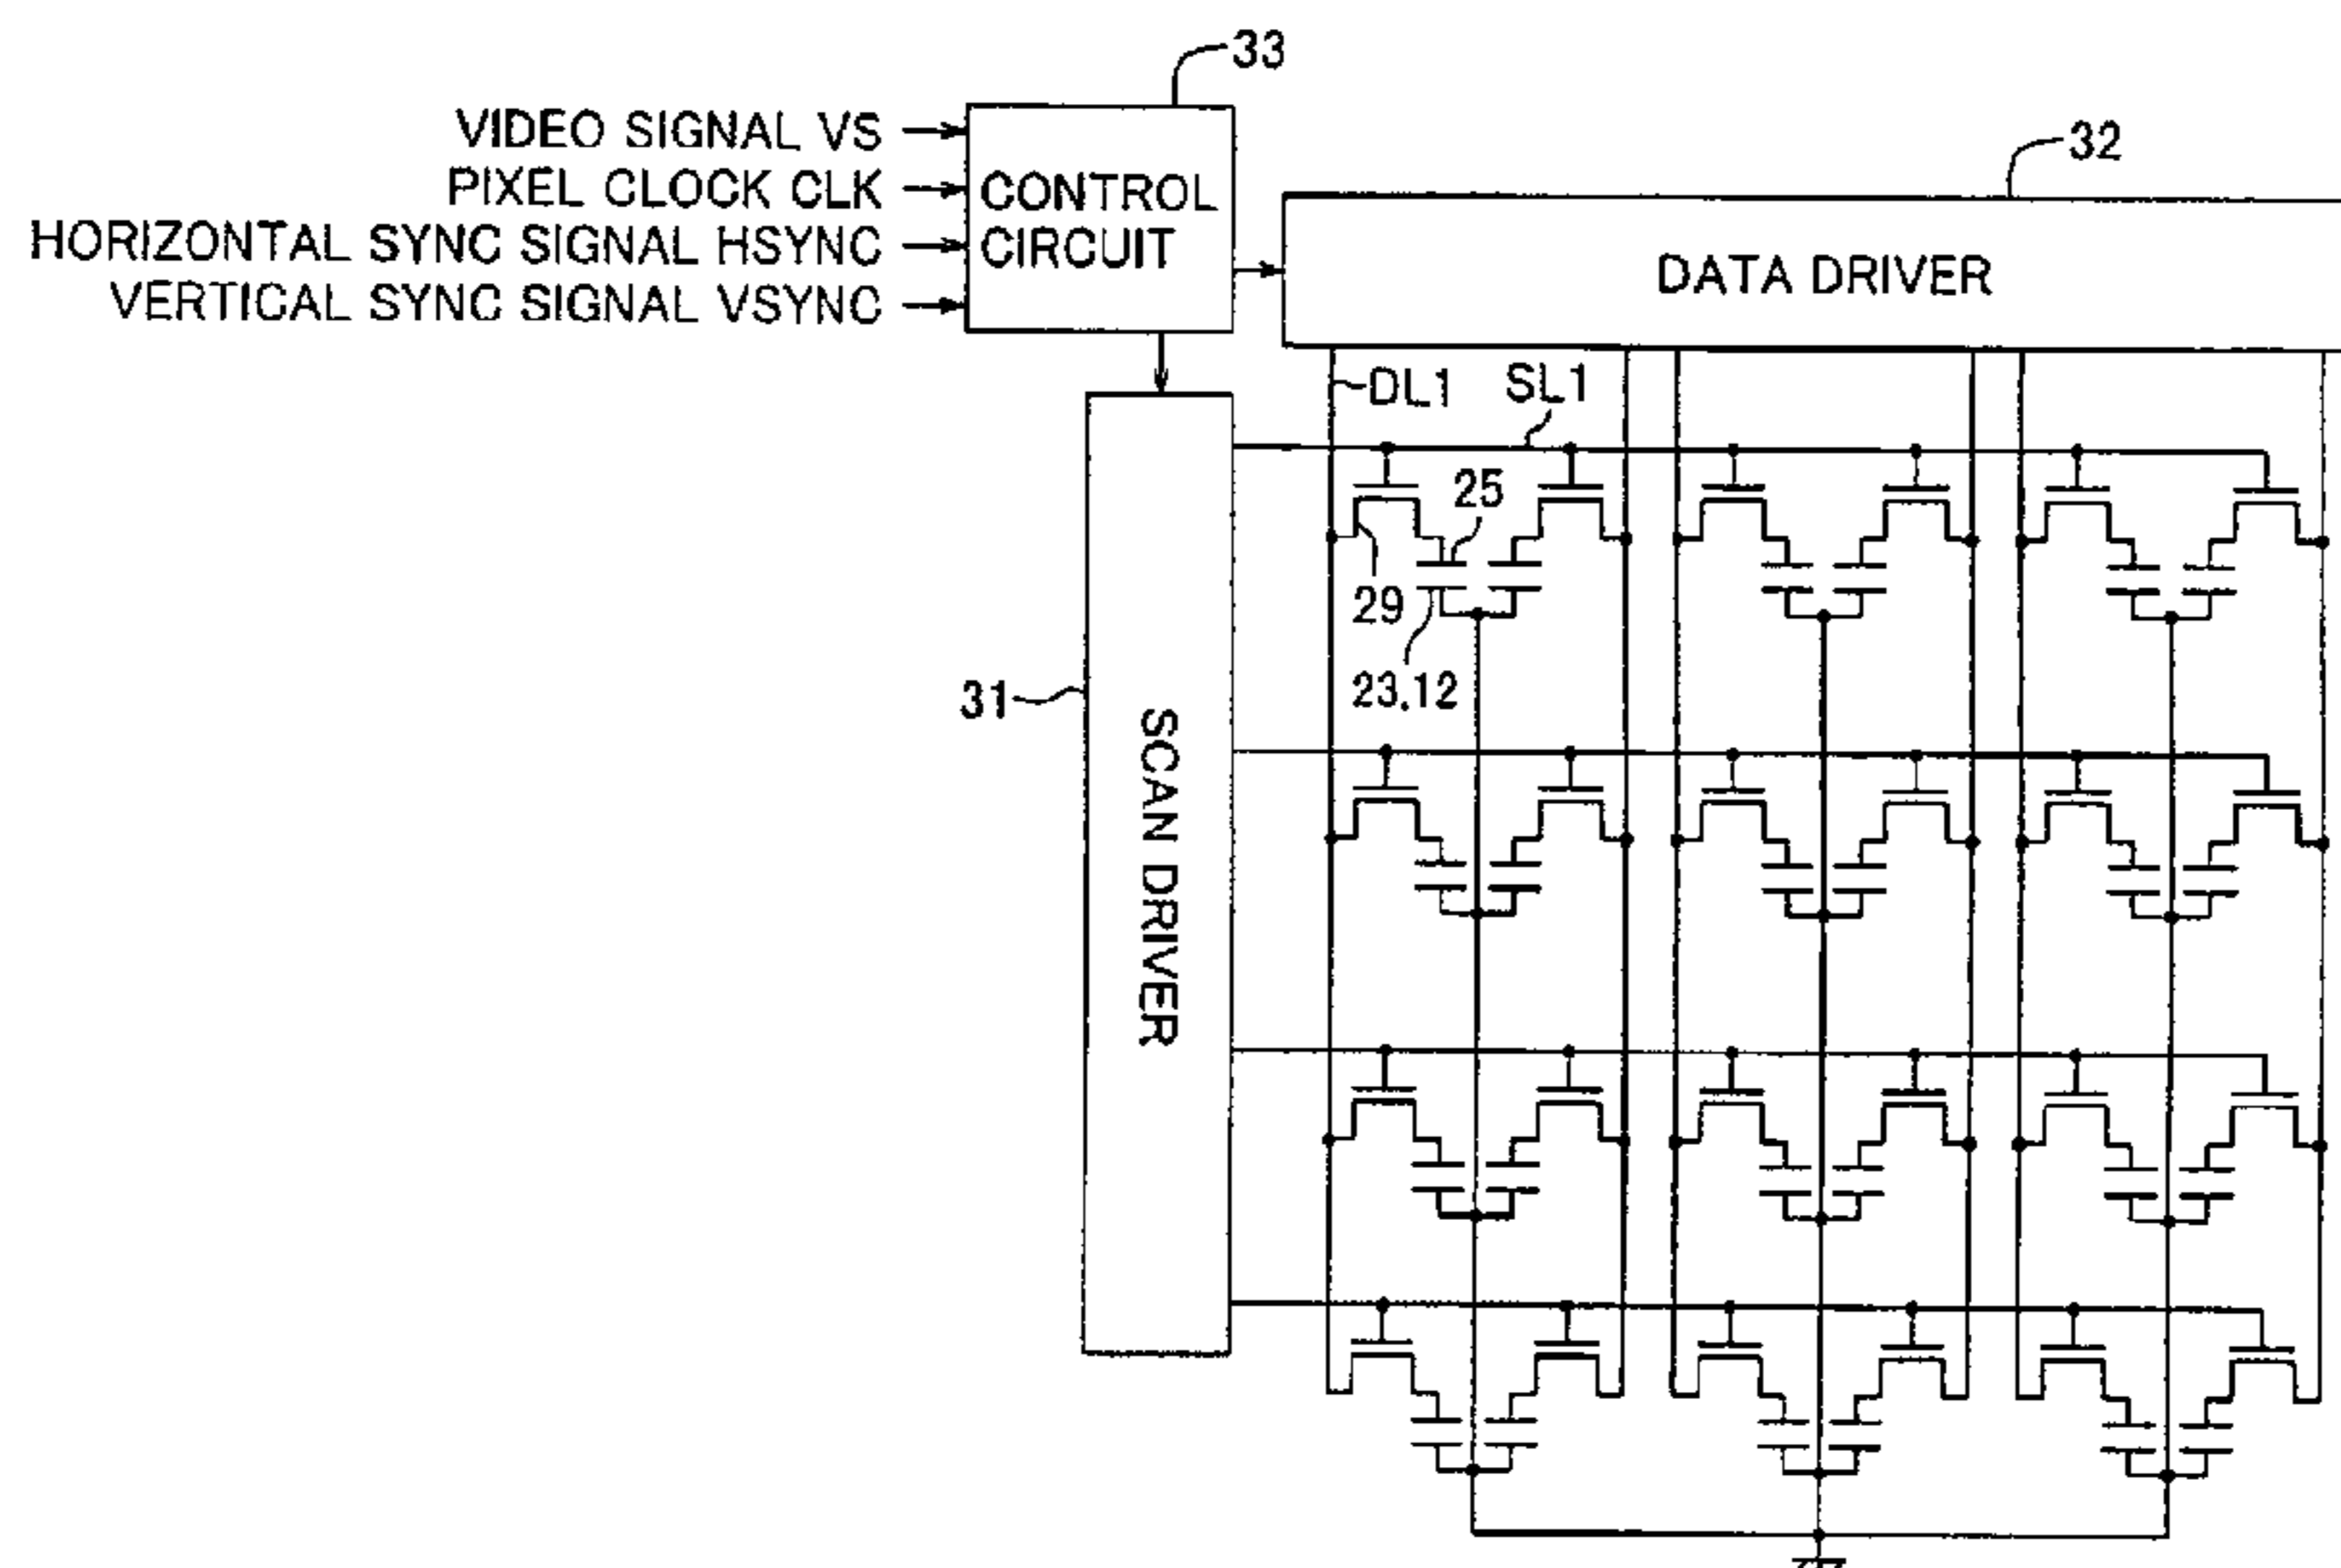 33
VIDEO SIGNAL VS
PIXEL CLOCK CLK
HORIZONTAL SYNC SIGNAL HSYNC
VERTICAL SYNC SIGNAL VSYNC
CONTROL
CIRCUIT
32
DATA DRIVER
DL1
SL1
25
29
23,12
31
SCAN DRIVER